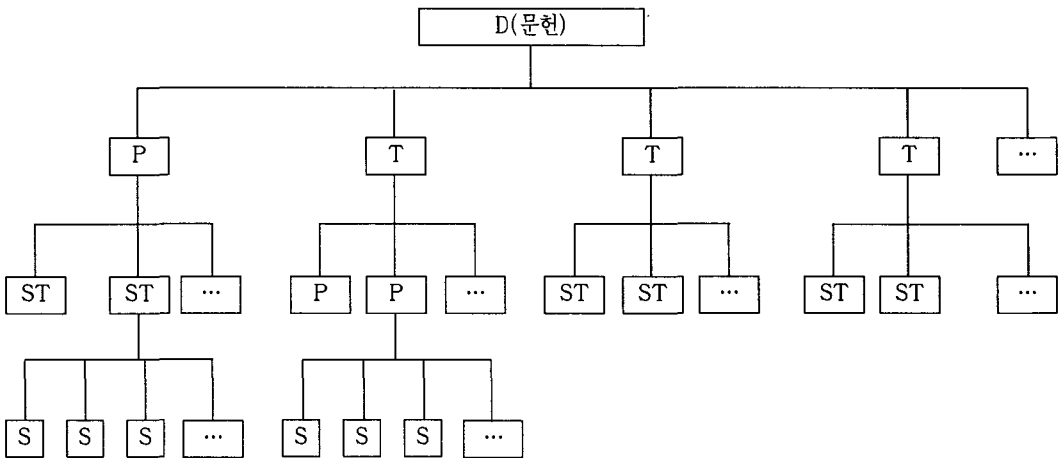 D(문헌)
P T T T …
ST ST … P P … ST ST … ST ST …
S S S … S S S …